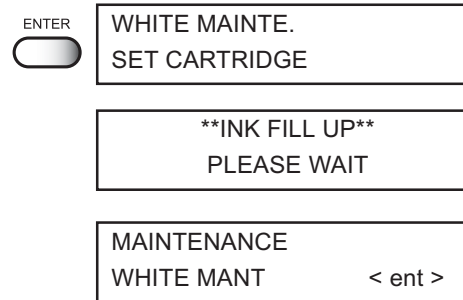 ENTER
WHITE MAINTE.
SET CARTRIDGE
**INK FILL UP**
PLEASE WAIT
MAINTENANCE
WHITE MANT < ent >